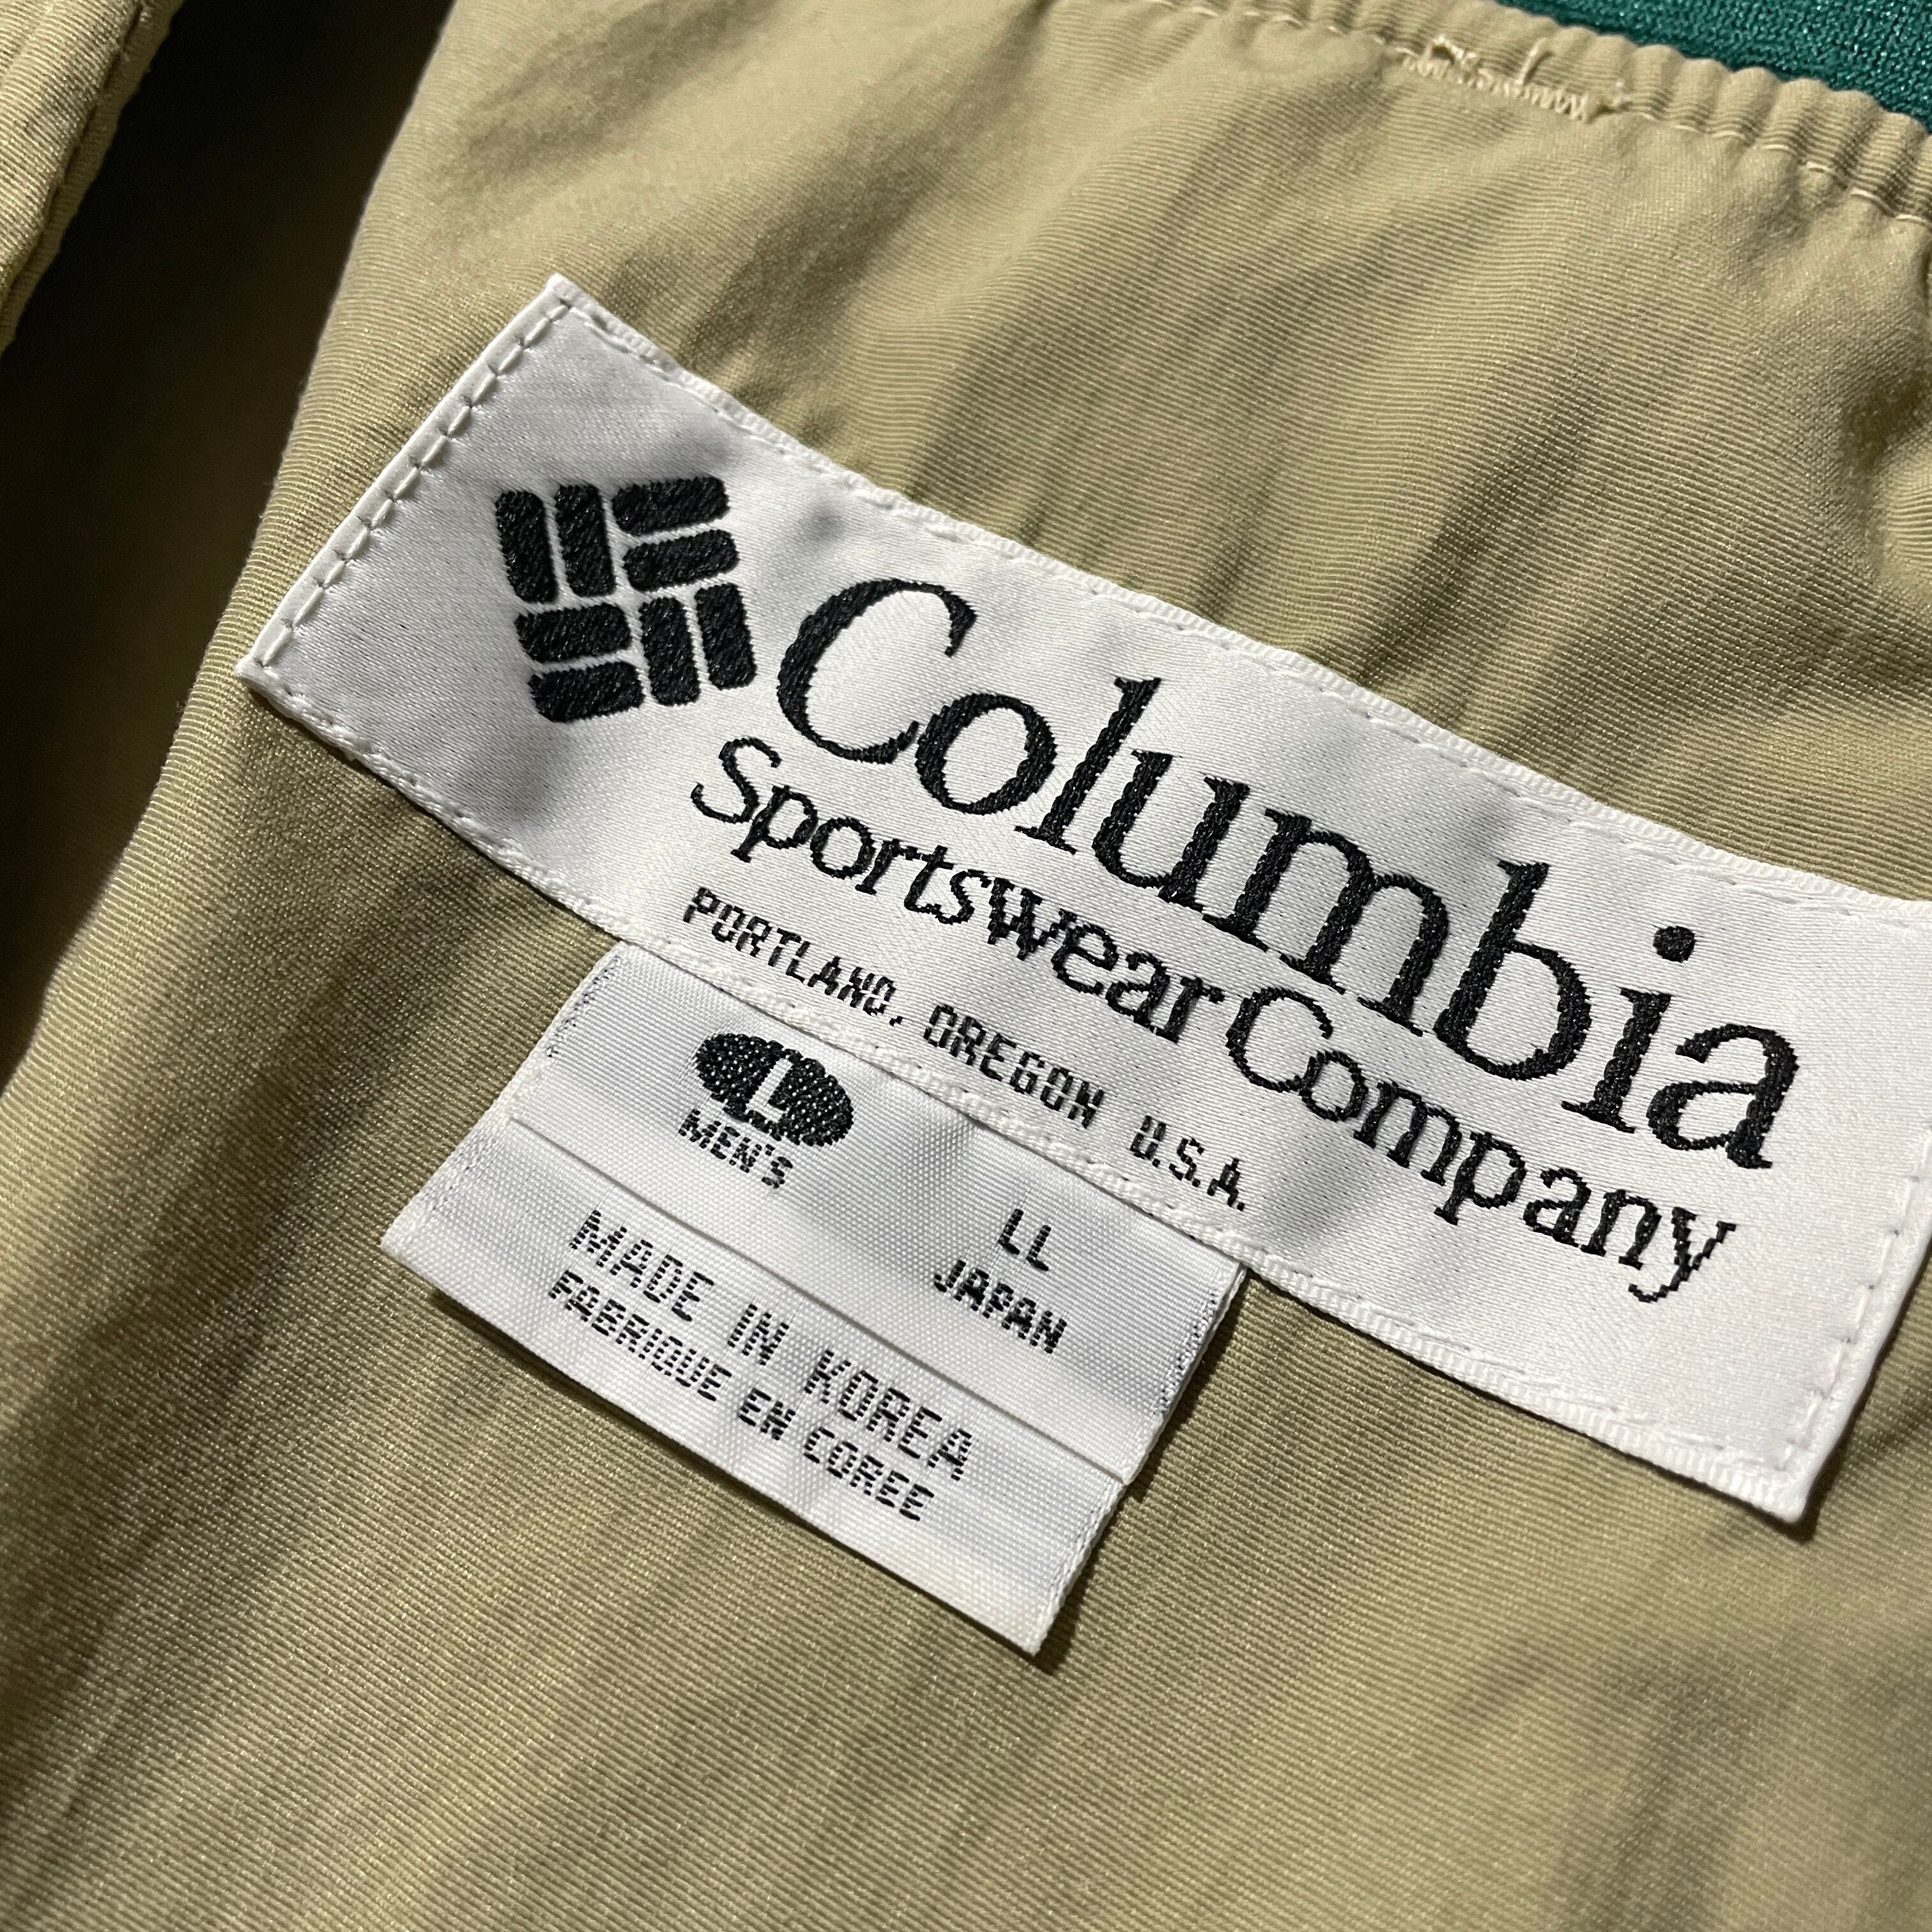 Columbia
Sportswear Company
PORTLAND, OREGON U.S.A.
L
MEN'S
LL
JAPAN
MADE IN KOREA
FABRIQUE EN COREE